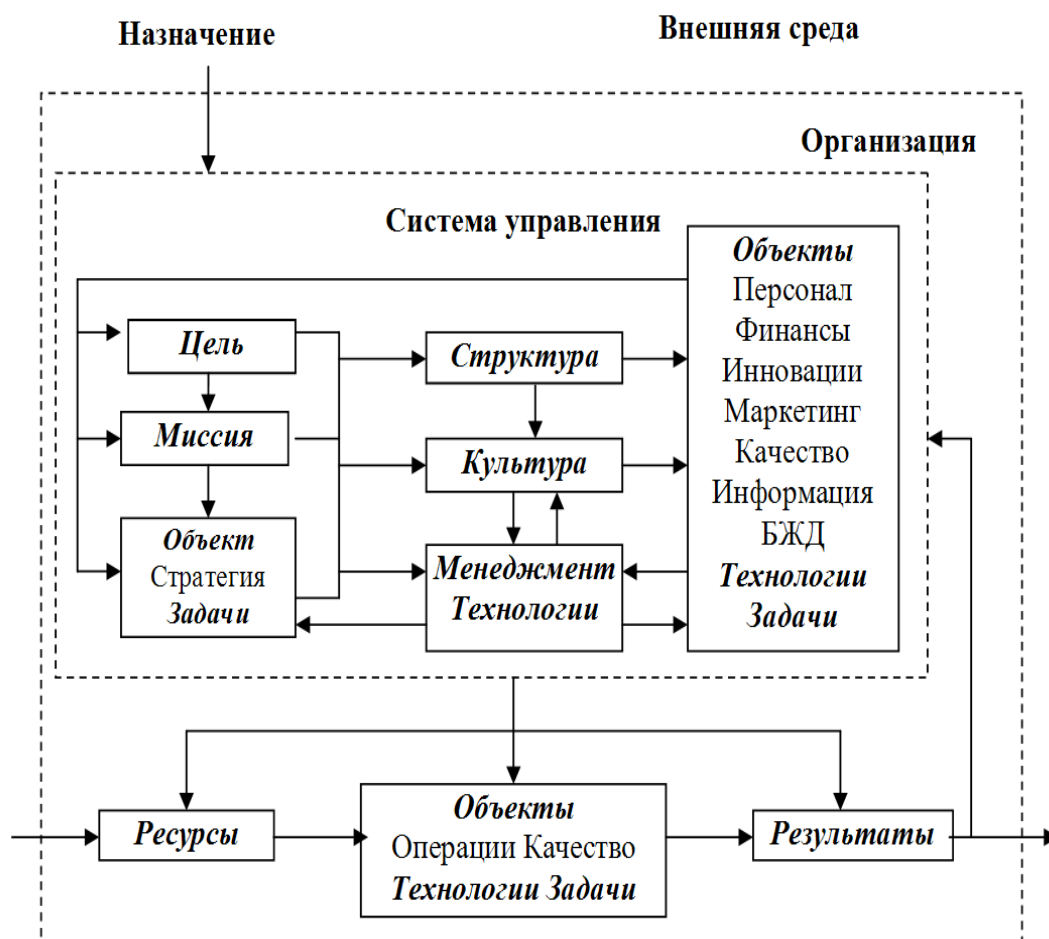 Назначение
Внешняя среда
Организация
Система управления
Цель
Миссия
Объект
Стратегия
Задачи
Структура
Культура
Менеджмент
Технологии
Объекты
Персонал
Финансы
Инновации
Маркетинг
Качество
Информация
БЖД
Технологии
Задачи
Ресурсы
Объекты
Операции Качество
Технологии Задачи
Результаты